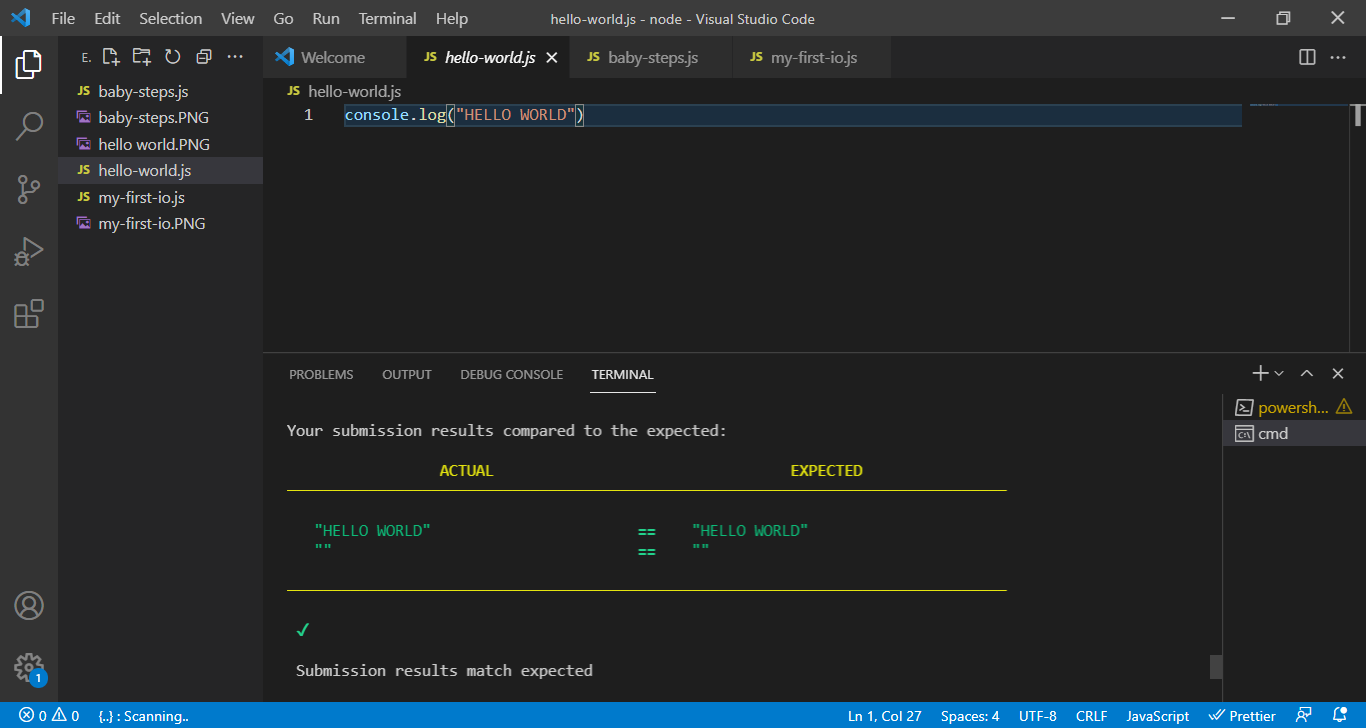 File Edit Selection View Go Run Terminal Help hello-world.js - node - Visual Studio Code
E.
Welcome JS hello-world.js JS baby-steps.js JS my-first-io.js
JS baby-steps.js
baby-steps.PNG
hello world.PNG
JS hello-world.js
JS my-first-io.js
my-first-io.PNG
JS hello-world.js
1 console.log("HELLO WORLD")
PROBLEMS OUTPUT DEBUG CONSOLE TERMINAL
powersh...
cmd
Your submission results compared to the expected:
ACTUAL EXPECTED
"HELLO WORLD" == "HELLO WORLD"
"" == ""
✓
Submission results match expected
1
0 0 {..} : Scanning.. Ln 1, Col 27 Spaces: 4 UTF-8 CRLF JavaScript Prettier